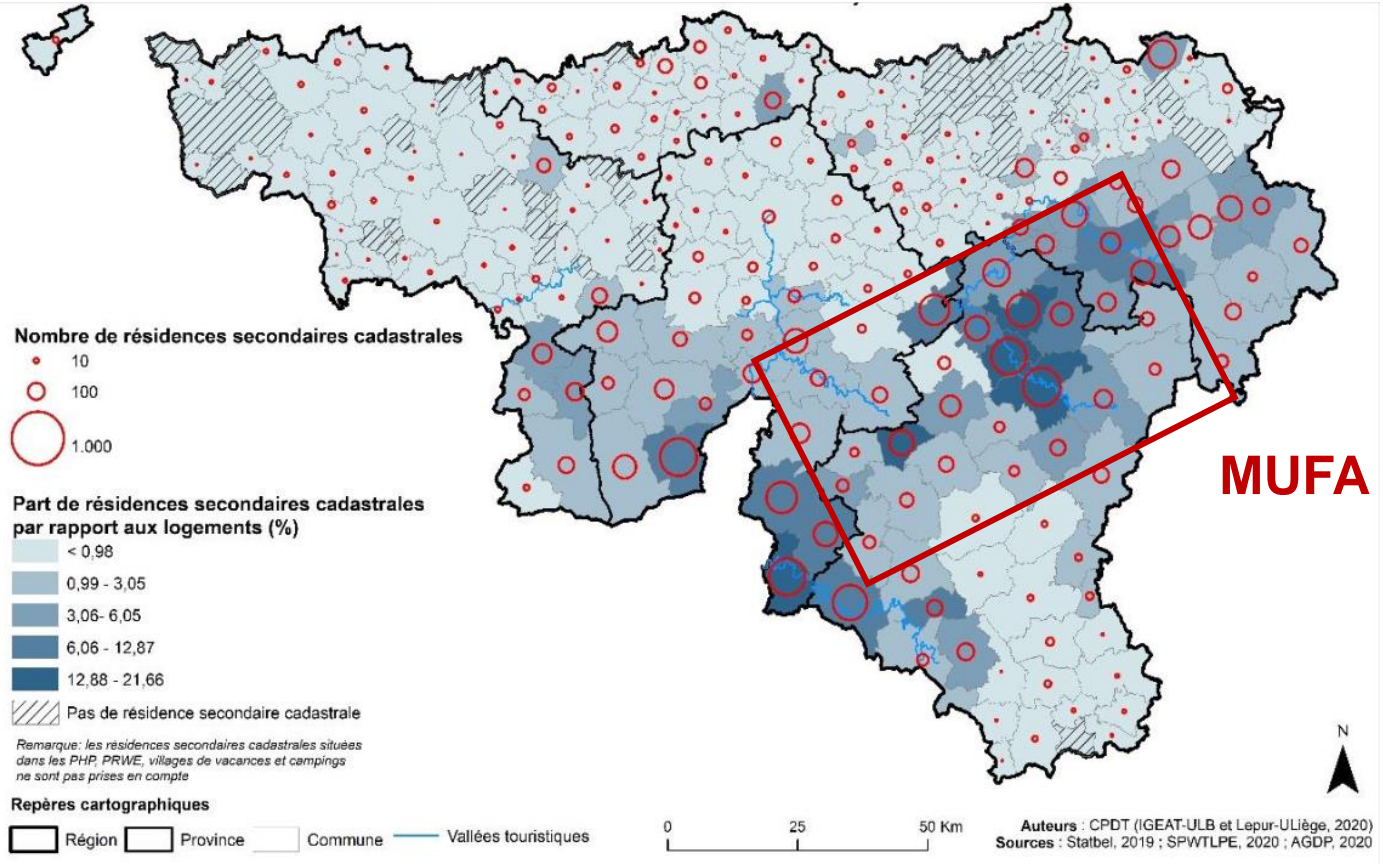 Nombre de résidences secondaires cadastrales
10
100
1.000
Part de résidences secondaires cadastrales
par rapport aux logements (%)
< 0,98
0,99 - 3,05
3,06- 6,05
6,06 - 12,87
12,88 - 21,66
Pas de résidence secondaire cadastrale
Remarque: les résidences secondaires cadastrales situées
dans les PHP, PRWE, villages de vacances et campings
ne sont pas prises en compte
Repères cartographiques
Région
Province
Commune
Vallées touristiques
MUFA
N
0 25 50 Km
Auteurs : CPDT (IGEAT-ULB et Lepur-ULiège, 2020)
Sources : Statbel, 2019 ; SPWTLPE, 2020 ; AGDP, 2020